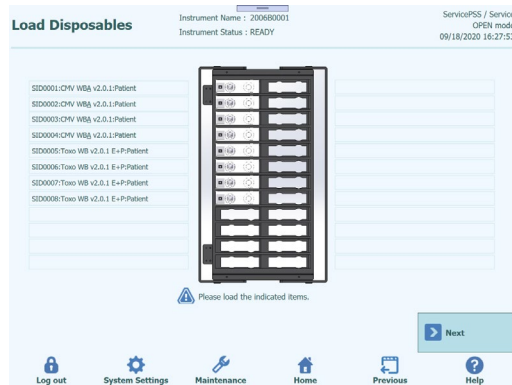 Load Disposables
Instrument Name : 2006B0001
Instrument Status : READY
ServicePSS / Service
OPEN mode
09/18/2020 16:27:53
SID0001:CMV WBA v2.0.1:Patient
SID0002:CMV WBA v2.0.1:Patient
SID0003:CMV WBA v2.0.1:Patient
SID0004:CMV WBA v2.0.1:Patient
SID0005:Toxo WB v2.0.1 E+P:Patient
SID0006:Toxo WB v2.0.1 E+P:Patient
SID0007:Toxo WB v2.0.1 E+P:Patient
SID0008:Toxo WB v2.0.1 E+P:Patient
Please load the indicated items.
Next
Log out
System Settings
Maintenance
Home
Previous
Help